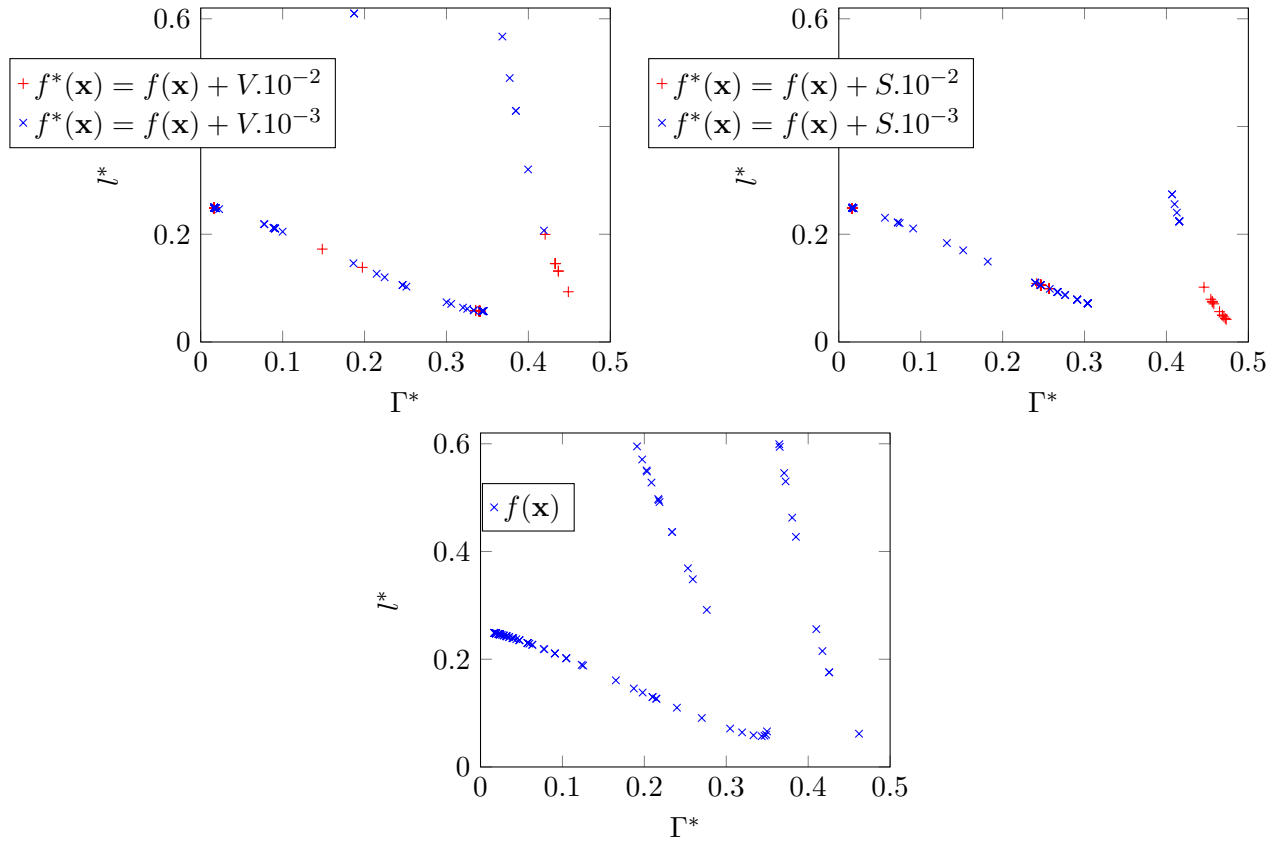 0.6
f*(x) = f(x) + V.10⁻²
f*(x) = f(x) + V.10⁻³
l*
0.2
0
0 0.1 0.2 0.3 0.4 0.5
Γ*
0.6
f*(x) = f(x) + S.10⁻²
f*(x) = f(x) + S.10⁻³
l*
0.2
0
0 0.1 0.2 0.3 0.4 0.5
Γ*
0.6
f(x)
0.4
l*
0.2
0
0 0.1 0.2 0.3 0.4 0.5
Γ*